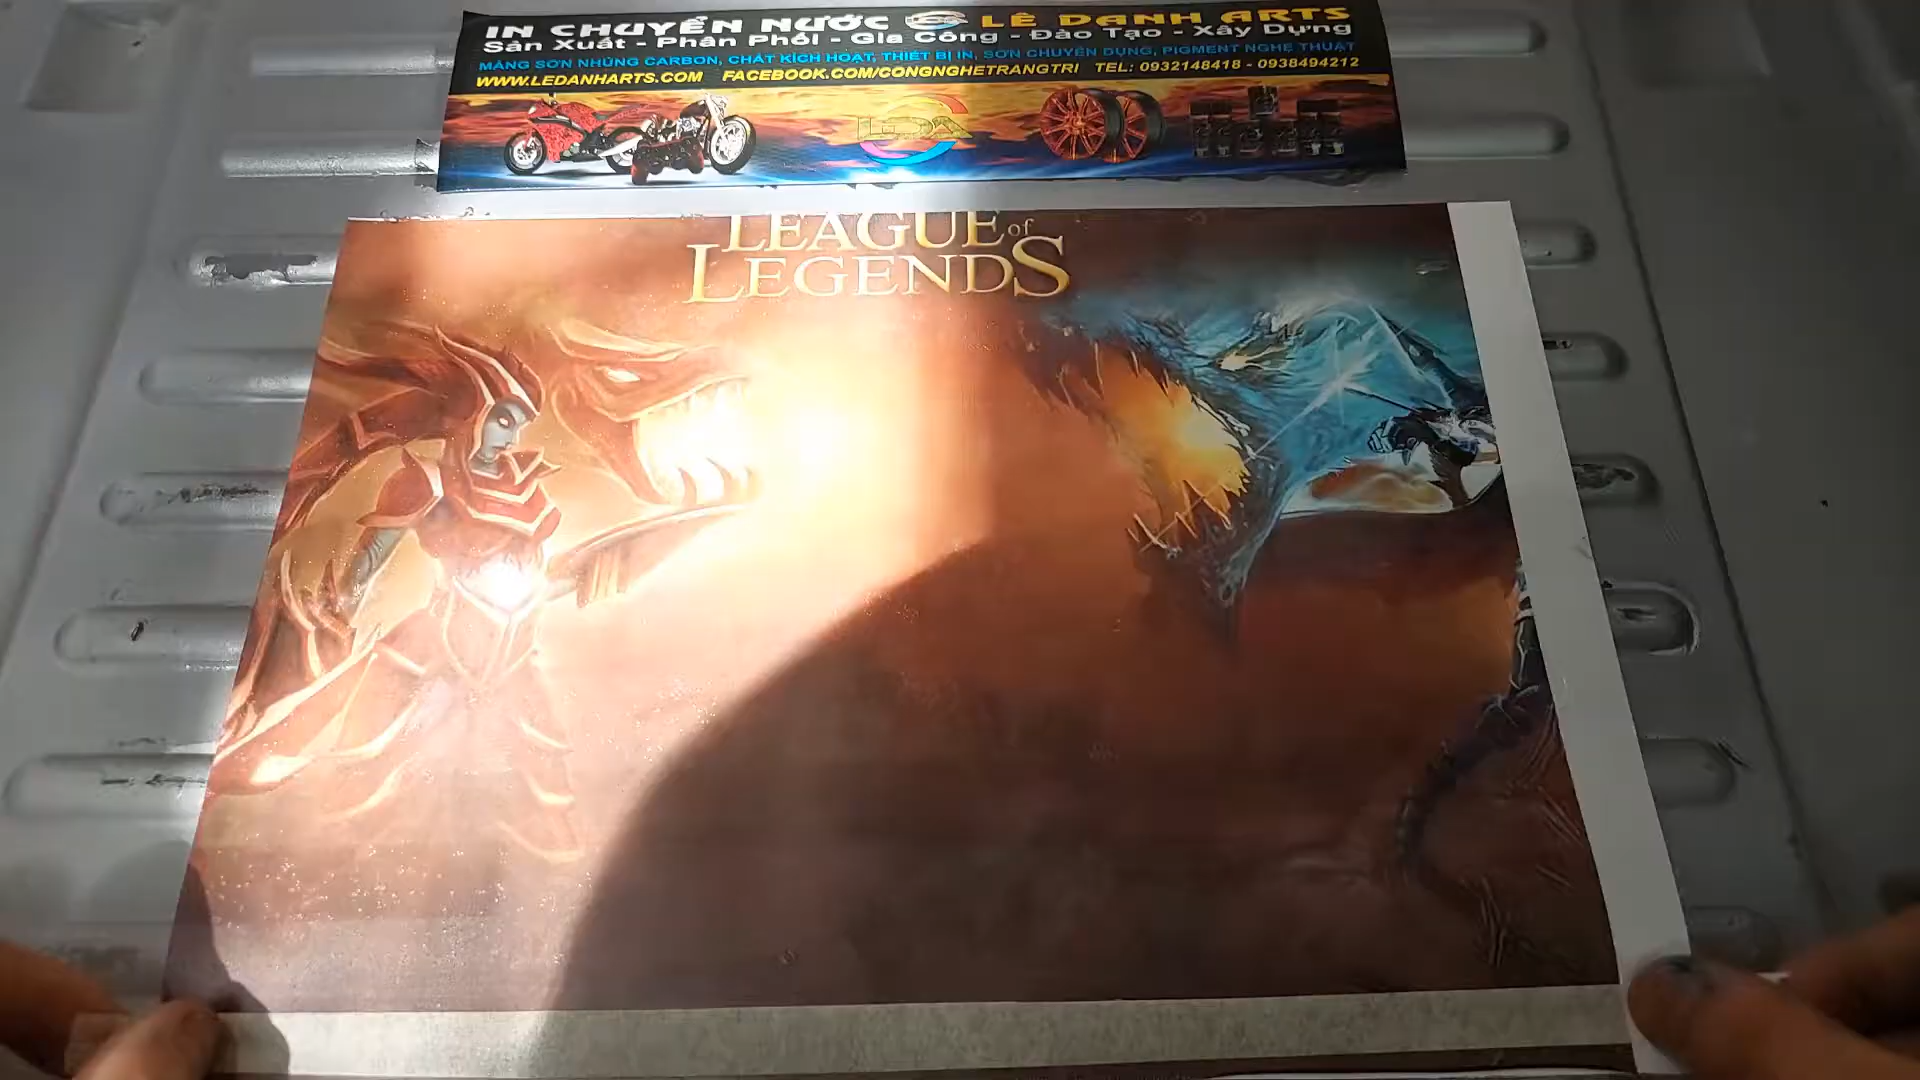 IN CHUYỂN NƯỚC LEDA LÊ DANH ARTS
Sản Xuất - Phân Phối - Gia Công - Đào Tạo - Xây Dựng
MÀNG SƠN NHÚNG CARBON, CHẤT KÍCH HOẠT, THIẾT BỊ IN, SƠN CHUYÊN DỤNG, PIGMENT NGHỆ THUẬT
WWW.LEDANHARTS.COM FACEBOOK.COM/CONGNGHETRANGTRI TEL: 0932148418 - 0938494212
LEDA
LEAGUE of
LEGENDS